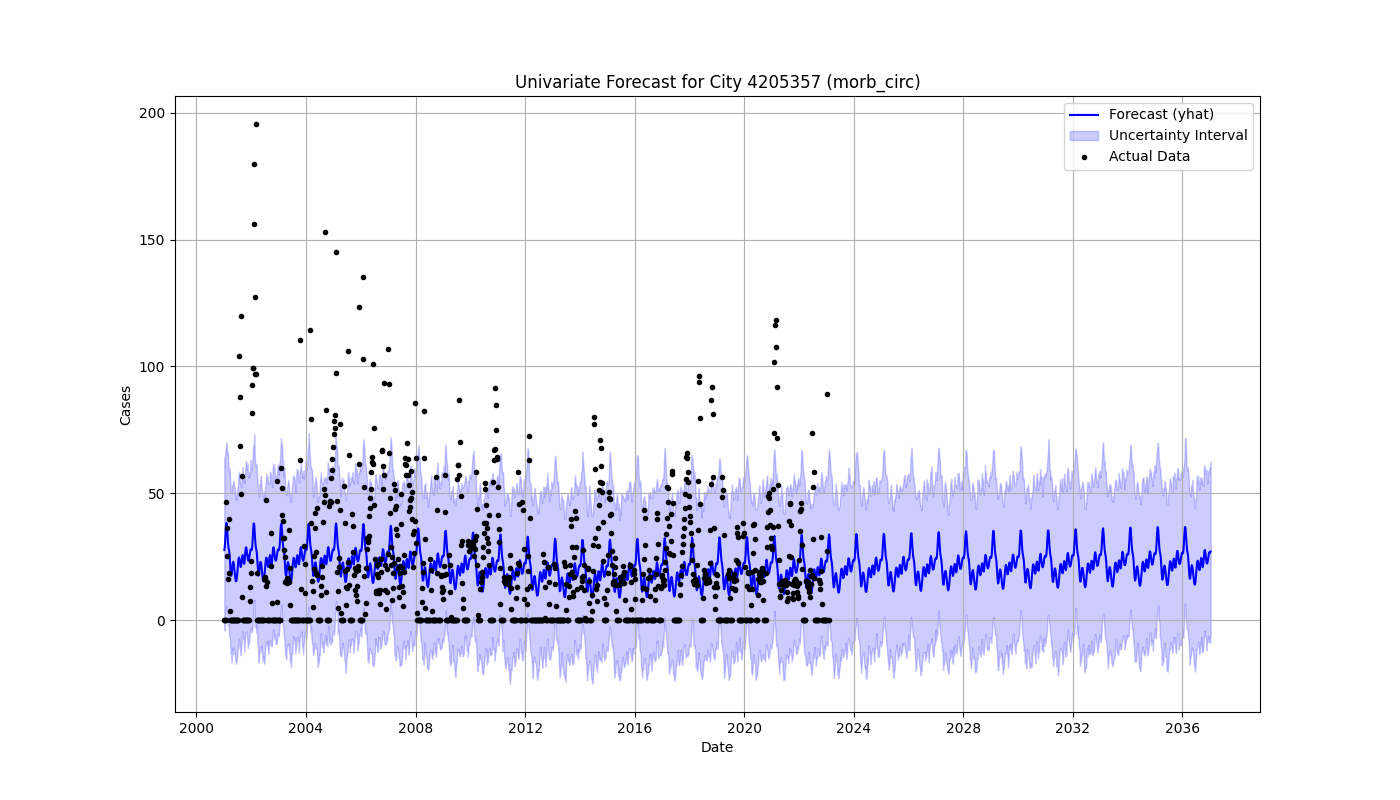 Univariate Forecast for City 4205357 (morb_circ)
Forecast (yhat)
Uncertainty Interval
Actual Data
Cases
200
150
100
50
0
2000 2004 2008 2012 2016 2020 2024 2028 2032 2036
Date